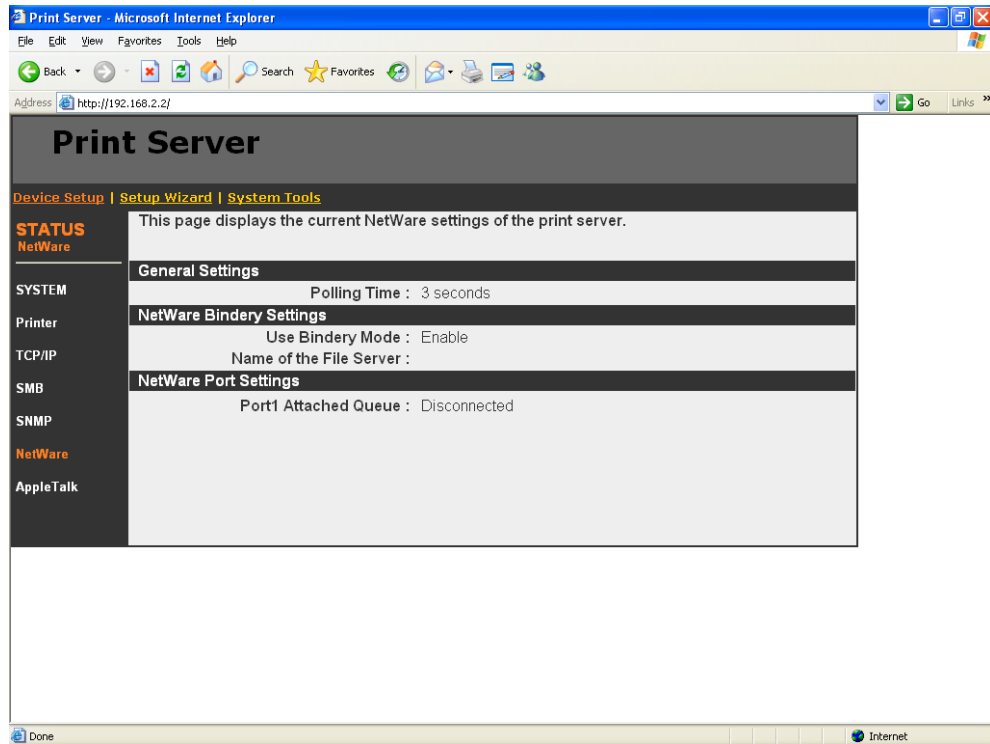 Print Server - Microsoft Internet Explorer
File Edit View Favorites Tools Help
Back Search Favorites
Address http://192.168.2.2/ Go Links »
Print Server
Device Setup | Setup Wizard | System Tools
STATUS
NetWare
SYSTEM
Printer
TCP/IP
SMB
SNMP
NetWare
AppleTalk
This page displays the current NetWare settings of the print server.
General Settings
Polling Time : 3 seconds
NetWare Bindery Settings
Use Bindery Mode : Enable
Name of the File Server :
NetWare Port Settings
Port1 Attached Queue : Disconnected
Done Internet